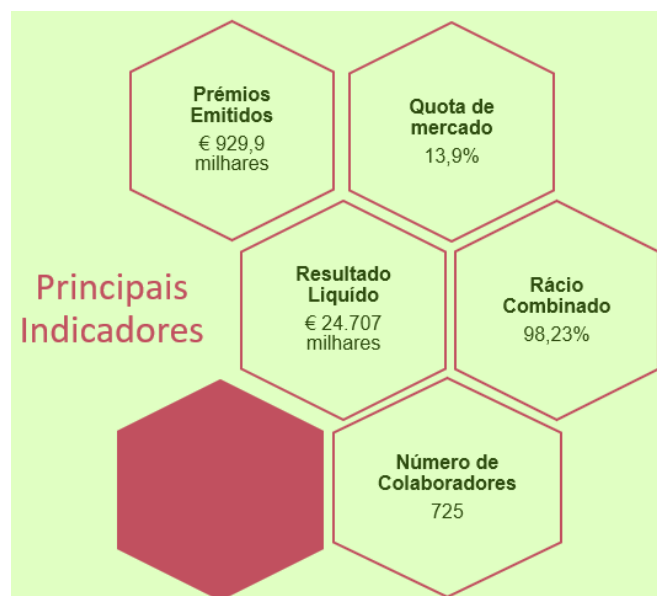 Prémios
Emitidos
€ 929,9
milhares
Quota de
mercado
13,9%
Principais
Indicadores
Resultado
Liquído
€ 24.707
milhares
Rácio
Combinado
98,23%
Número de
Colaboradores
725